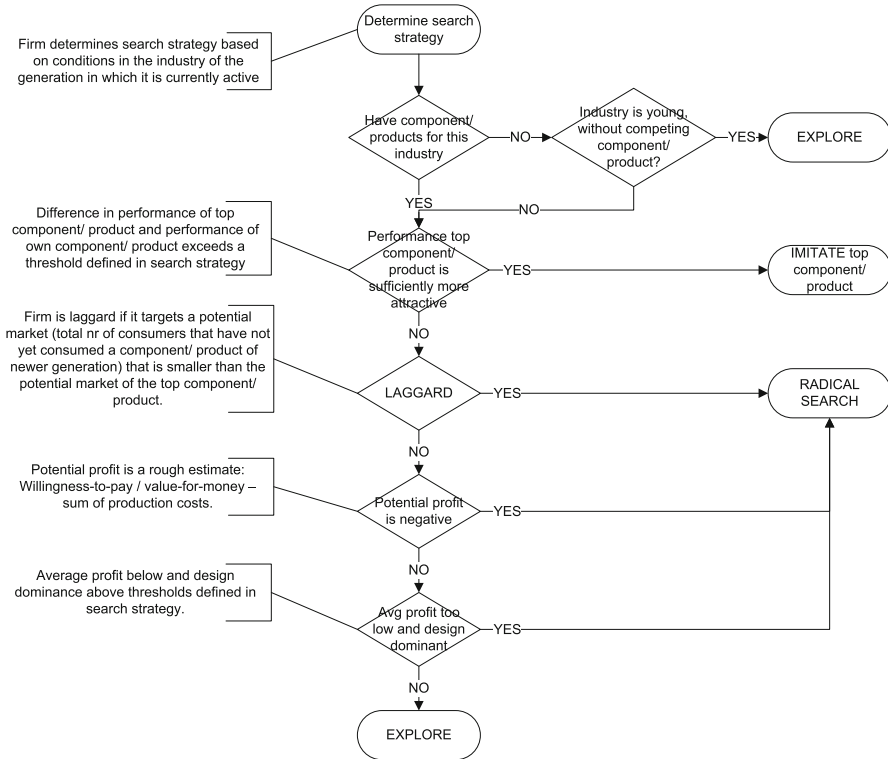 Determine search
strategy
Firm determines search strategy based
on conditions in the industry of the
generation in which it is currently active
Have component/
products for this
industry
NO
Industry is young,
without competing
component/
product?
YES
EXPLORE
YES
NO
Difference in performance of top
component/ product and performance of
own component/ product exceeds a
threshold defined in search strategy
Performance top
component/
product is
sufficiently more
attractive
YES
IMITATE top
component/
product
NO
Firm is laggard if it targets a potential
market (total nr of consumers that have not
yet consumed a component/ product of
newer generation) that is smaller than the
potential market of the top component/
product.
LAGGARD
YES
RADICAL
SEARCH
NO
Potential profit is a rough estimate:
Willingness-to-pay / value-for-money –
sum of production costs.
Potential profit
is negative
YES
NO
Average profit below and design
dominance above thresholds defined in
search strategy.
Avg profit too
low and design
dominant
YES
NO
EXPLORE